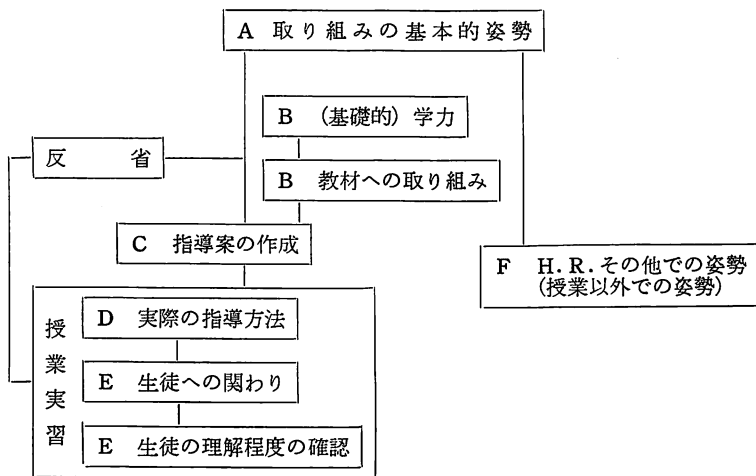 A 取り組みの基本的姿勢
B (基礎的) 学力
反 省
B 教材への取り組み
C 指導案の作成
F H.R.その他での姿勢
(授業以外での姿勢)
授業実習
D 実際の指導方法
E 生徒への関わり
E 生徒の理解程度の確認